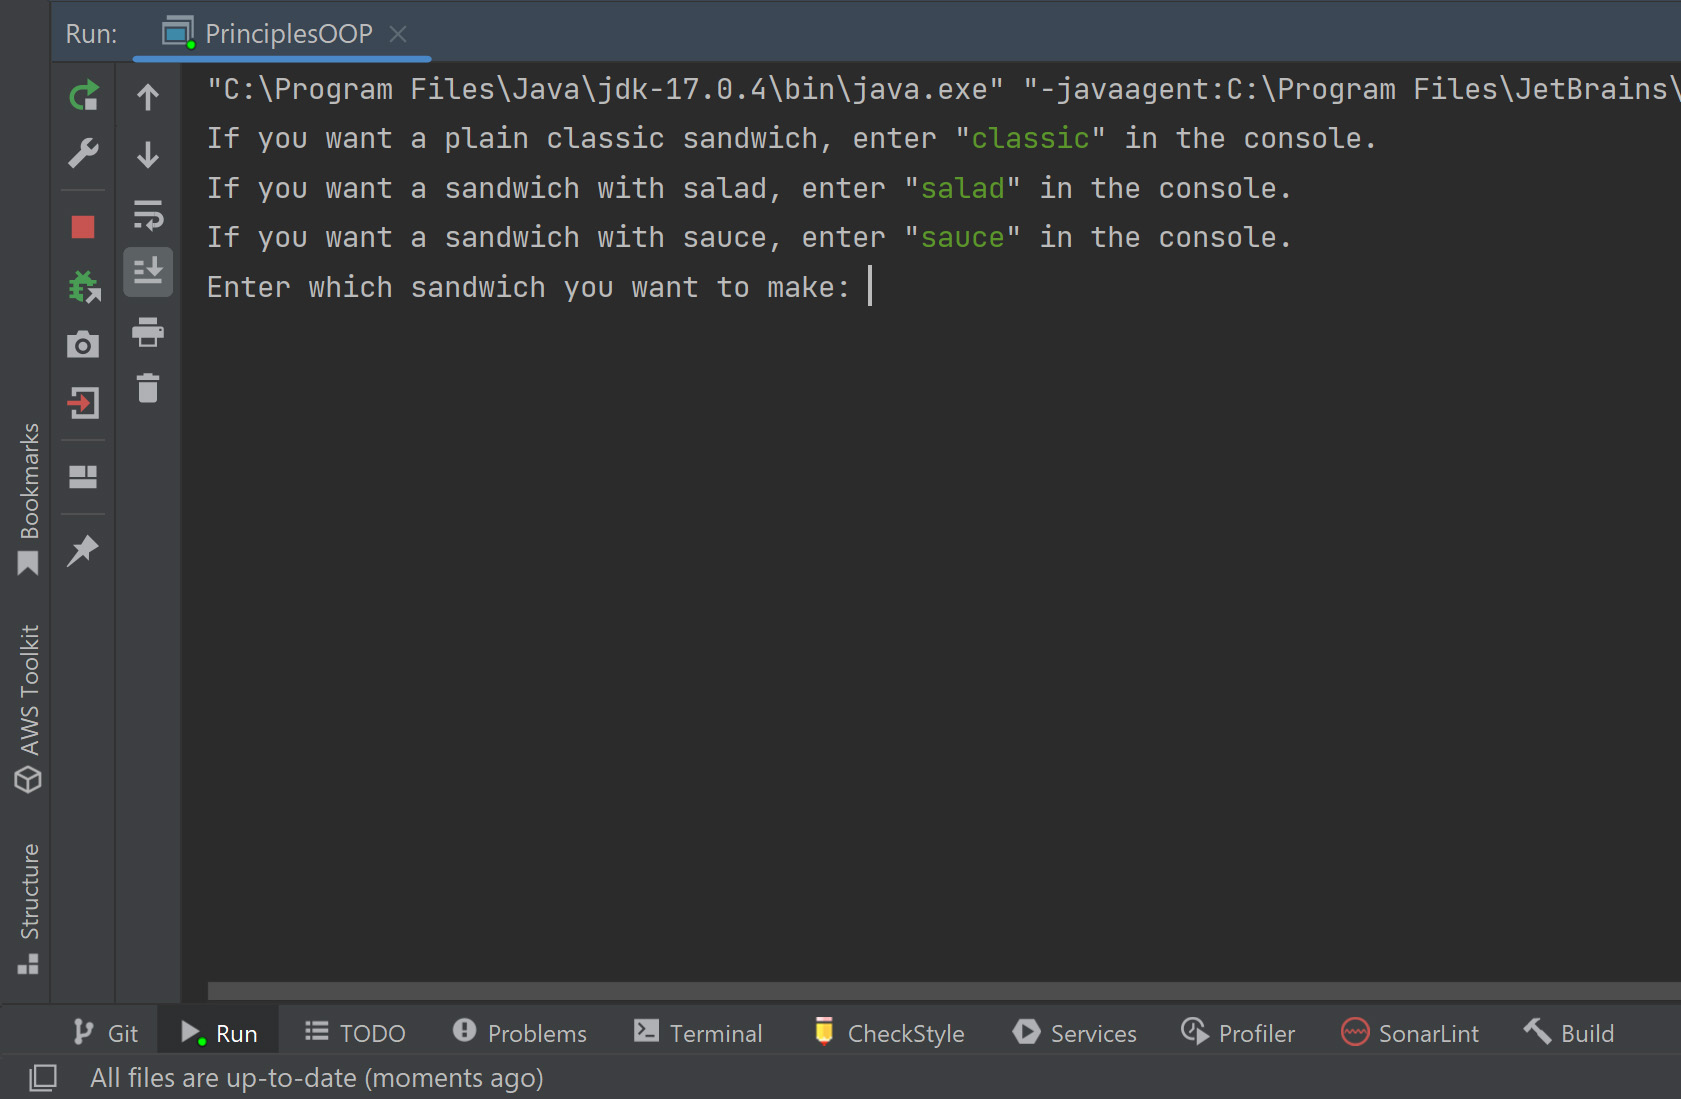 Run: PrinciplesOOP
"C:\Program Files\Java\jdk-17.0.4\bin\java.exe" "-javaagent:C:\Program Files\JetBrains\
If you want a plain classic sandwich, enter "classic" in the console.
If you want a sandwich with salad, enter "salad" in the console.
If you want a sandwich with sauce, enter "sauce" in the console.
Enter which sandwich you want to make:
Bookmarks
AWS Toolkit
Structure
Git Run TODO Problems Terminal CheckStyle Services Profiler SonarLint Build
All files are up-to-date (moments ago)